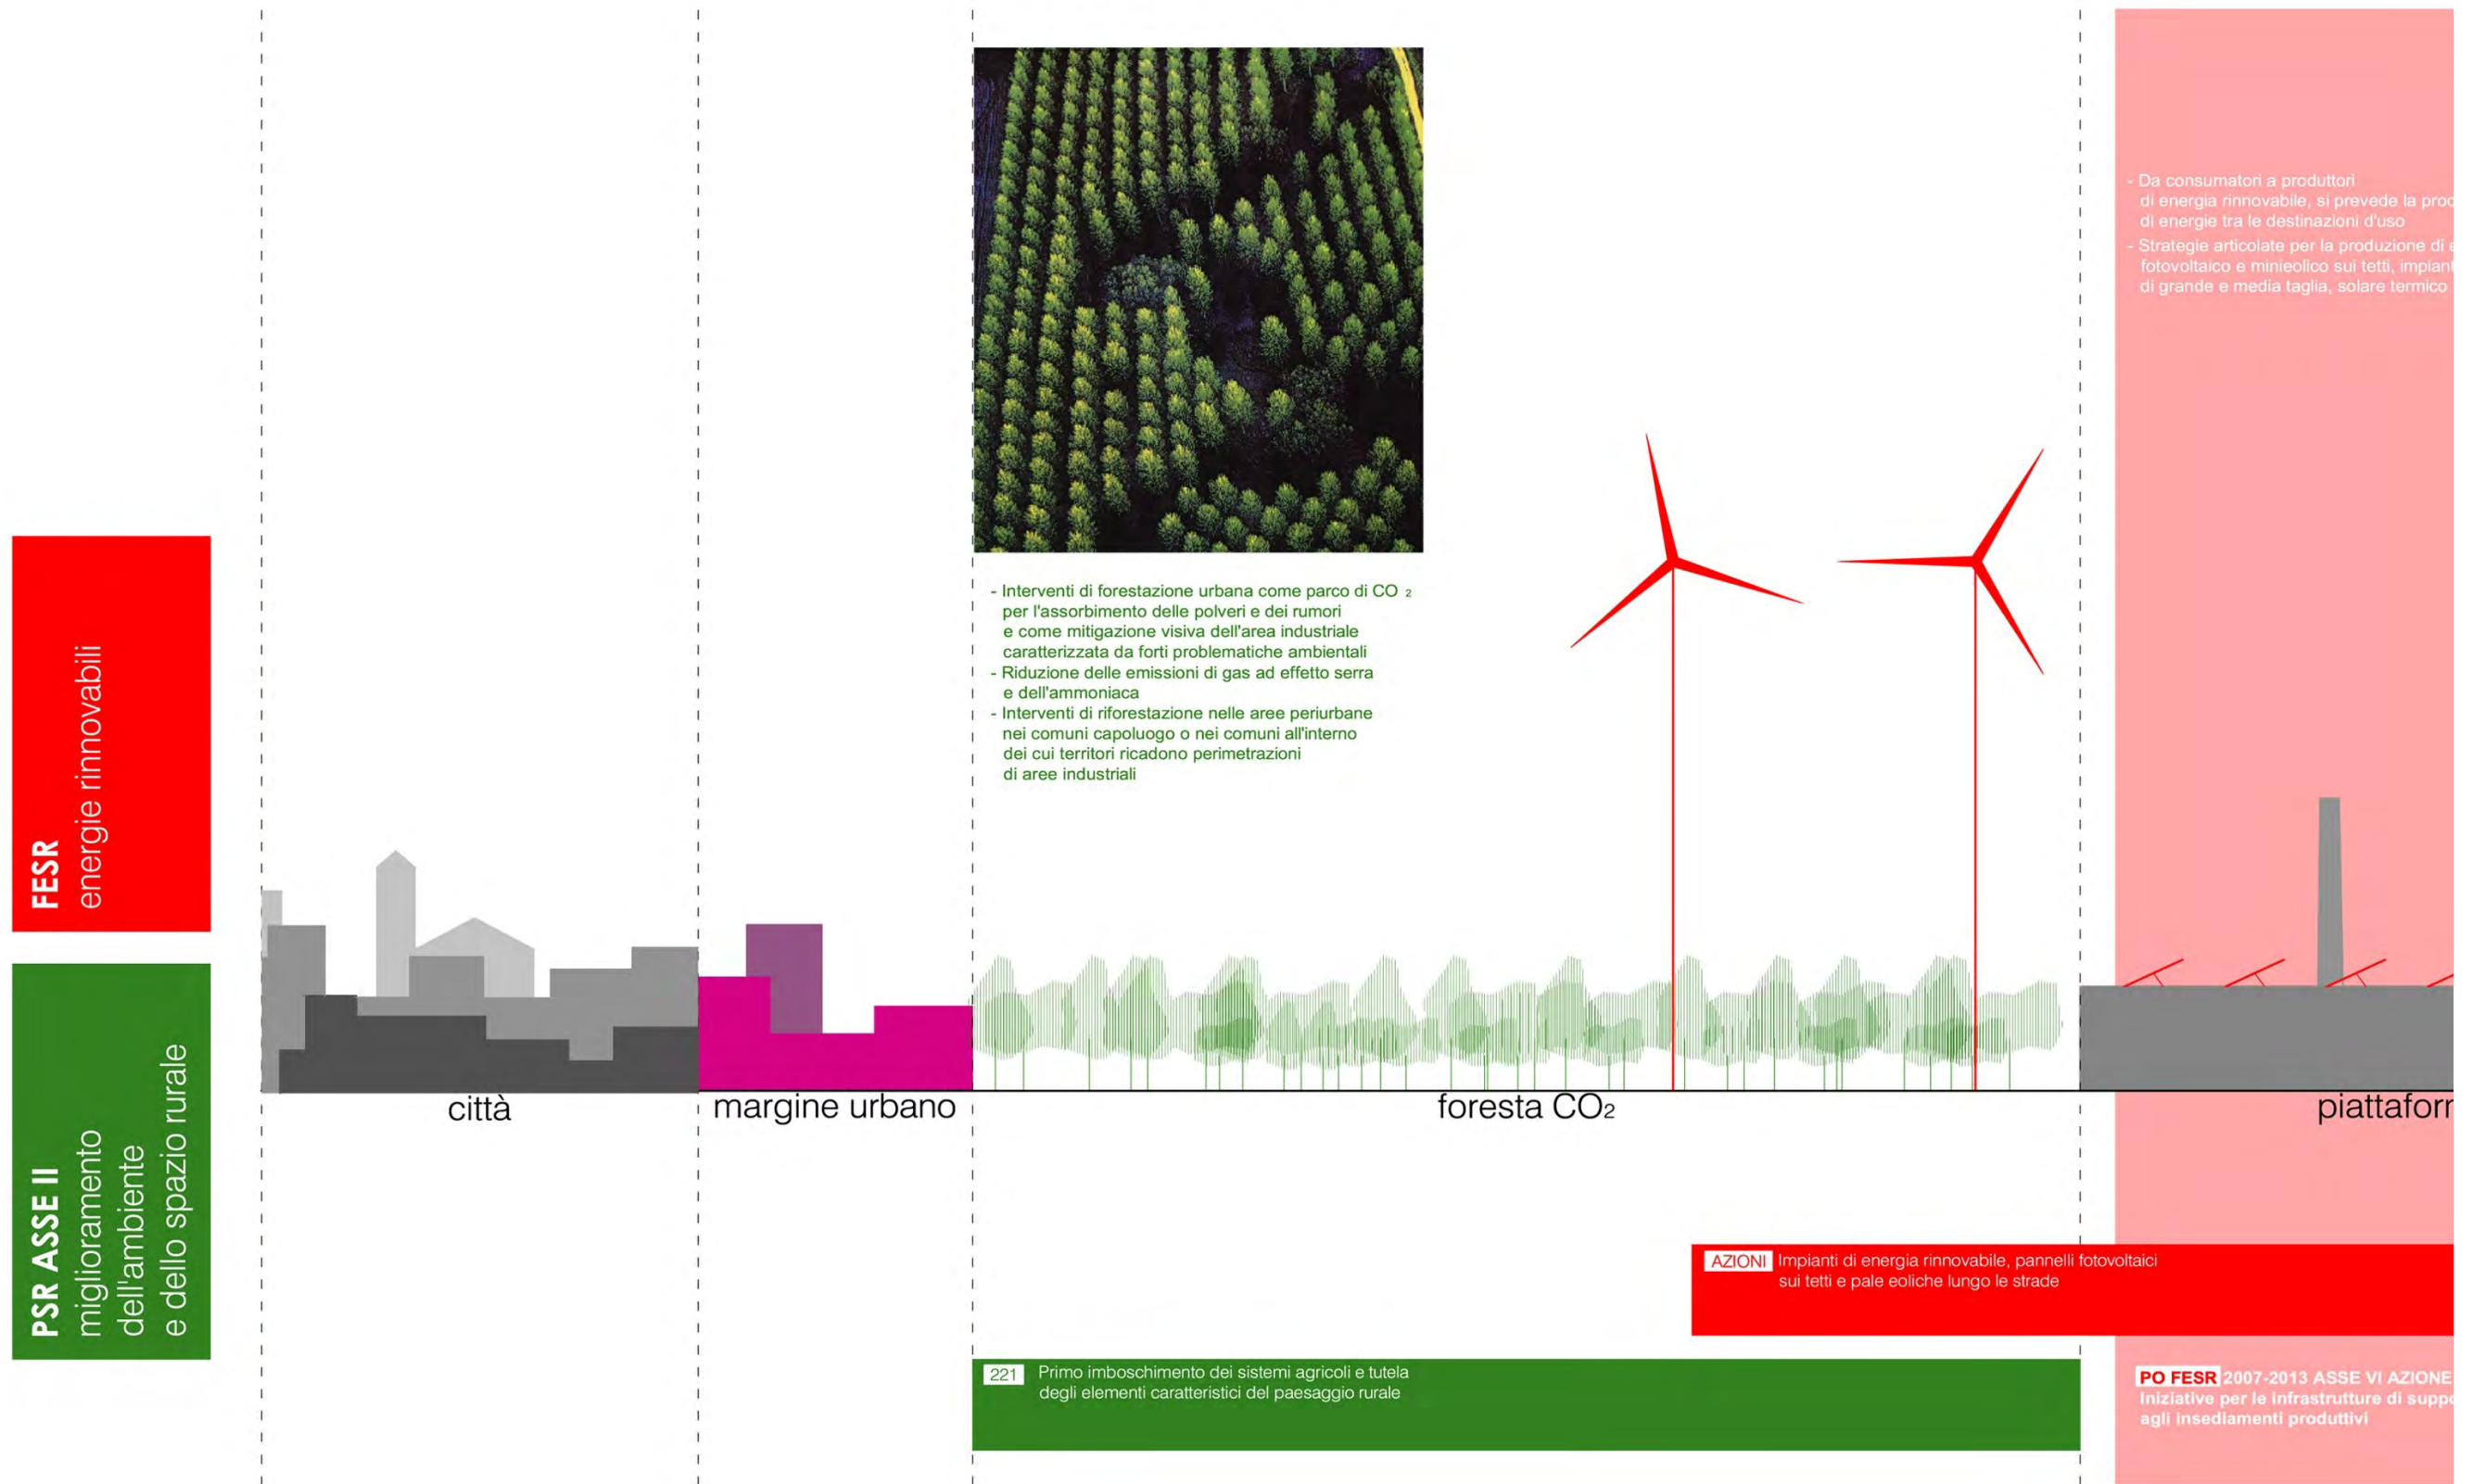 FESR
energie rinnovabili
PSR ASSE II
miglioramento
dell'ambiente
e dello spazio rurale
- Interventi di forestazione urbana come parco di CO 2
per l'assorbimento delle polveri e dei rumori
e come mitigazione visiva dell'area industriale
caratterizzata da forti problematiche ambientali
- Riduzione delle emissioni di gas ad effetto serra
e dell'ammoniaca
- Interventi di riforestazione nelle aree periurbane
nei comuni capoluogo o nei comuni all'interno
dei cui territori ricadono perimetrazioni
di aree industriali
- Da consumatori a produttori
di energia rinnovabile, si prevede la
di energie tra le destinazioni d'uso
- Strategie articolate per la produzione di
fotovoltaico e minieolico sui tetti,
di grande e media taglia, solare termico
città
margine urbano
foresta CO2
AZIONI Impianti di energia rinnovabile, pannelli fotovoltaici
sui tetti e pale eoliche lungo le strade
221 Primo imboschimento dei sistemi agricoli e tutela
degli elementi caratteristici del paesaggio rurale
PO FESR 2007-2013 ASSE VI AZIONE
Iniziative per le infrastrutture di
agli insediamenti produttivi